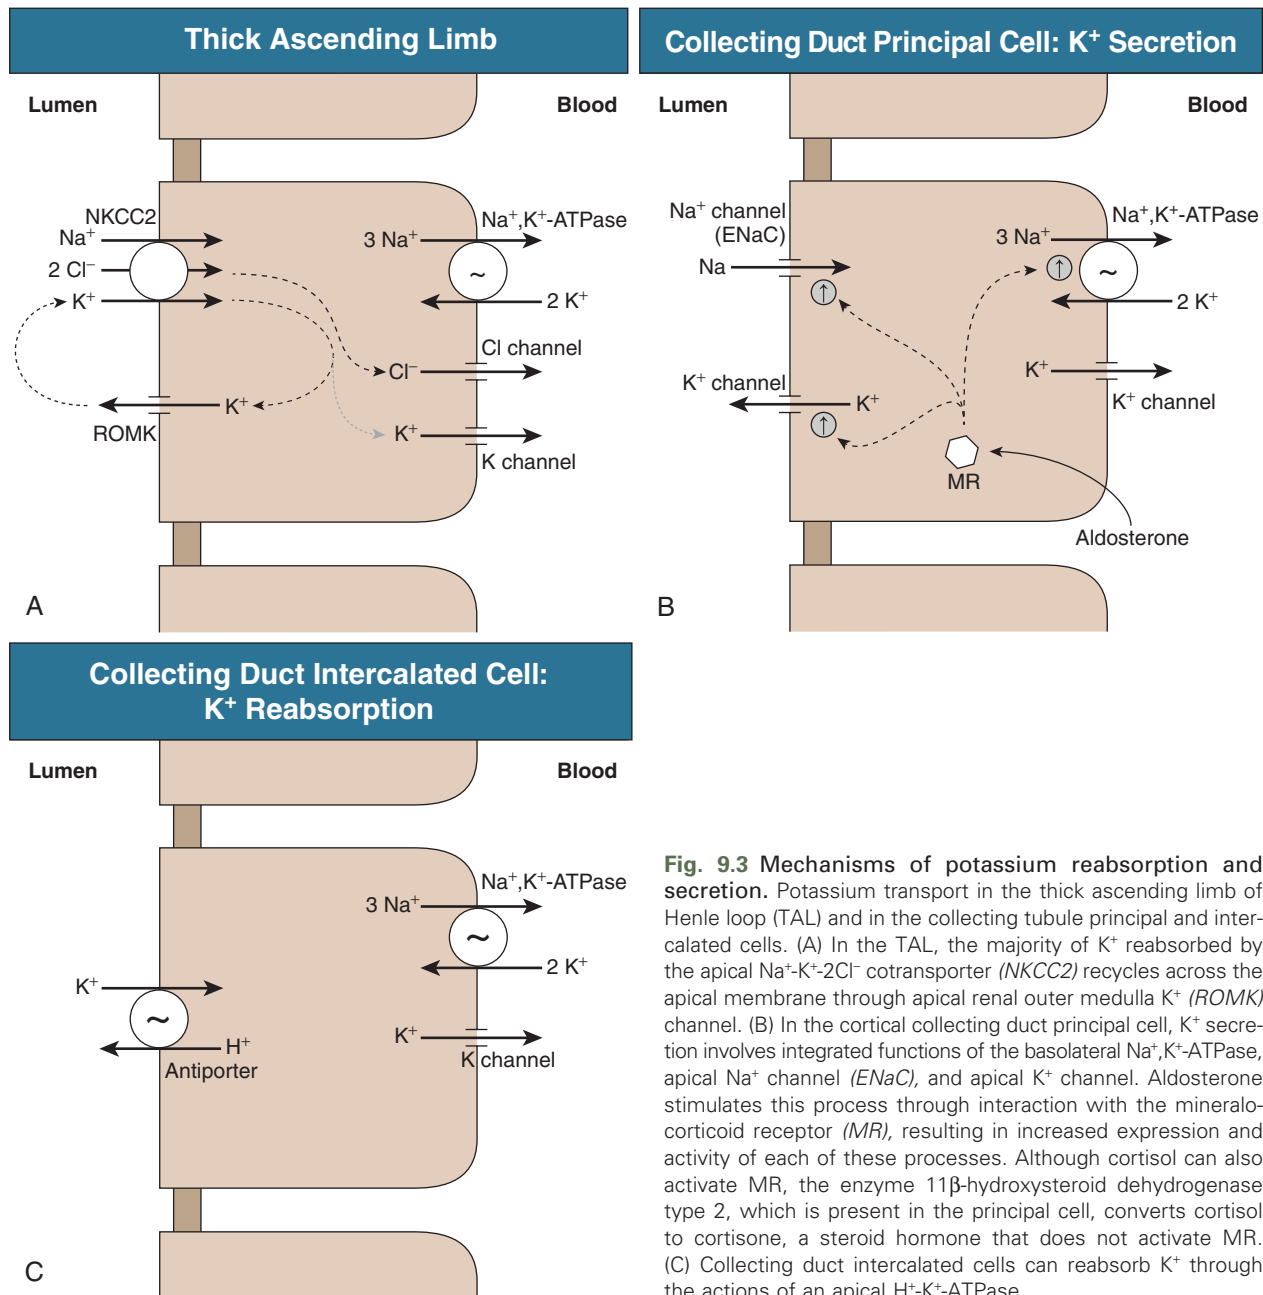 Thick Ascending Limb
Lumen
Blood
NKCC2
Na⁺
2 Cl⁻
K⁺
ROMK
K⁺
Na⁺,K⁺-ATPase
3 Na⁺
~
2 K⁺
Cl channel
Cl⁻
K⁺
K channel
A
Collecting Duct Principal Cell: K⁺ Secretion
Lumen
Blood
Na⁺ channel
(ENaC)
Na
↑
K⁺ channel
K⁺
↑
Na⁺,K⁺-ATPase
3 Na⁺
↑
~
2 K⁺
K⁺
K⁺ channel
MR
Aldosterone
B
Collecting Duct Intercalated Cell:
K⁺ Reabsorption
Lumen
Blood
K⁺
~
H⁺
Antiporter
Na⁺,K⁺-ATPase
3 Na⁺
~
2 K⁺
K⁺
K channel
C
Fig. 9.3 Mechanisms of potassium reabsorption and
secretion. Potassium transport in the thick ascending limb of
Henle loop (TAL) and in the collecting tubule principal and inter-
calated cells. (A) In the TAL, the majority of K⁺ reabsorbed by
the apical Na⁺-K⁺-2Cl⁻ cotransporter (NKCC2) recycles across the
apical membrane through apical renal outer medulla K⁺ (ROMK)
channel. (B) In the cortical collecting duct principal cell, K⁺ secre-
tion involves integrated functions of the basolateral Na⁺,K⁺-ATPase,
apical Na⁺ channel (ENaC), and apical K⁺ channel. Aldosterone
stimulates this process through interaction with the mineralo-
corticoid receptor (MR), resulting in increased expression and
activity of each of these processes. Although cortisol can also
activate MR, the enzyme 11β-hydroxysteroid dehydrogenase
type 2, which is present in the principal cell, converts cortisol
to cortisone, a steroid hormone that does not activate MR.
(C) Collecting duct intercalated cells can reabsorb K⁺ through
the actions of an apical H⁺-K⁺-ATPase.